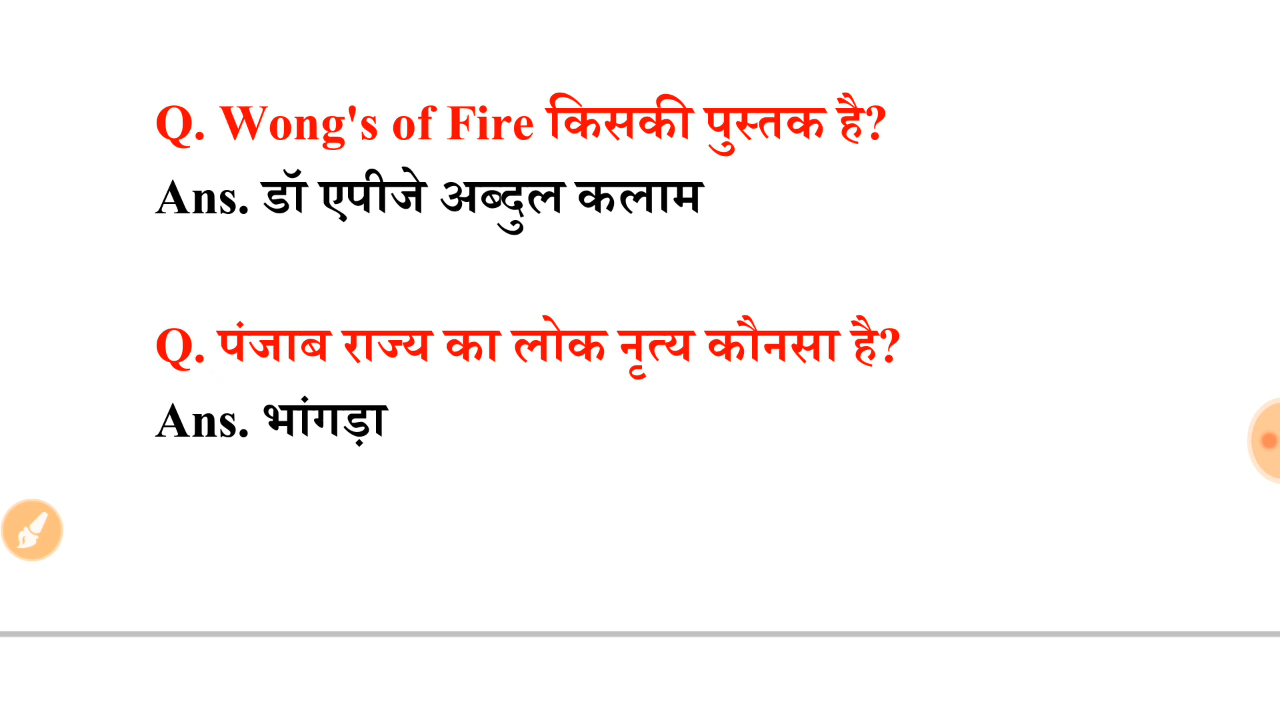 Q. Wong's of Fire किसकी पुस्तक है?
Ans. डॉ एपीजे अब्दुल कलाम
Q. पंजाब राज्य का लोक नृत्य कौनसा है?
Ans. भांगड़ा